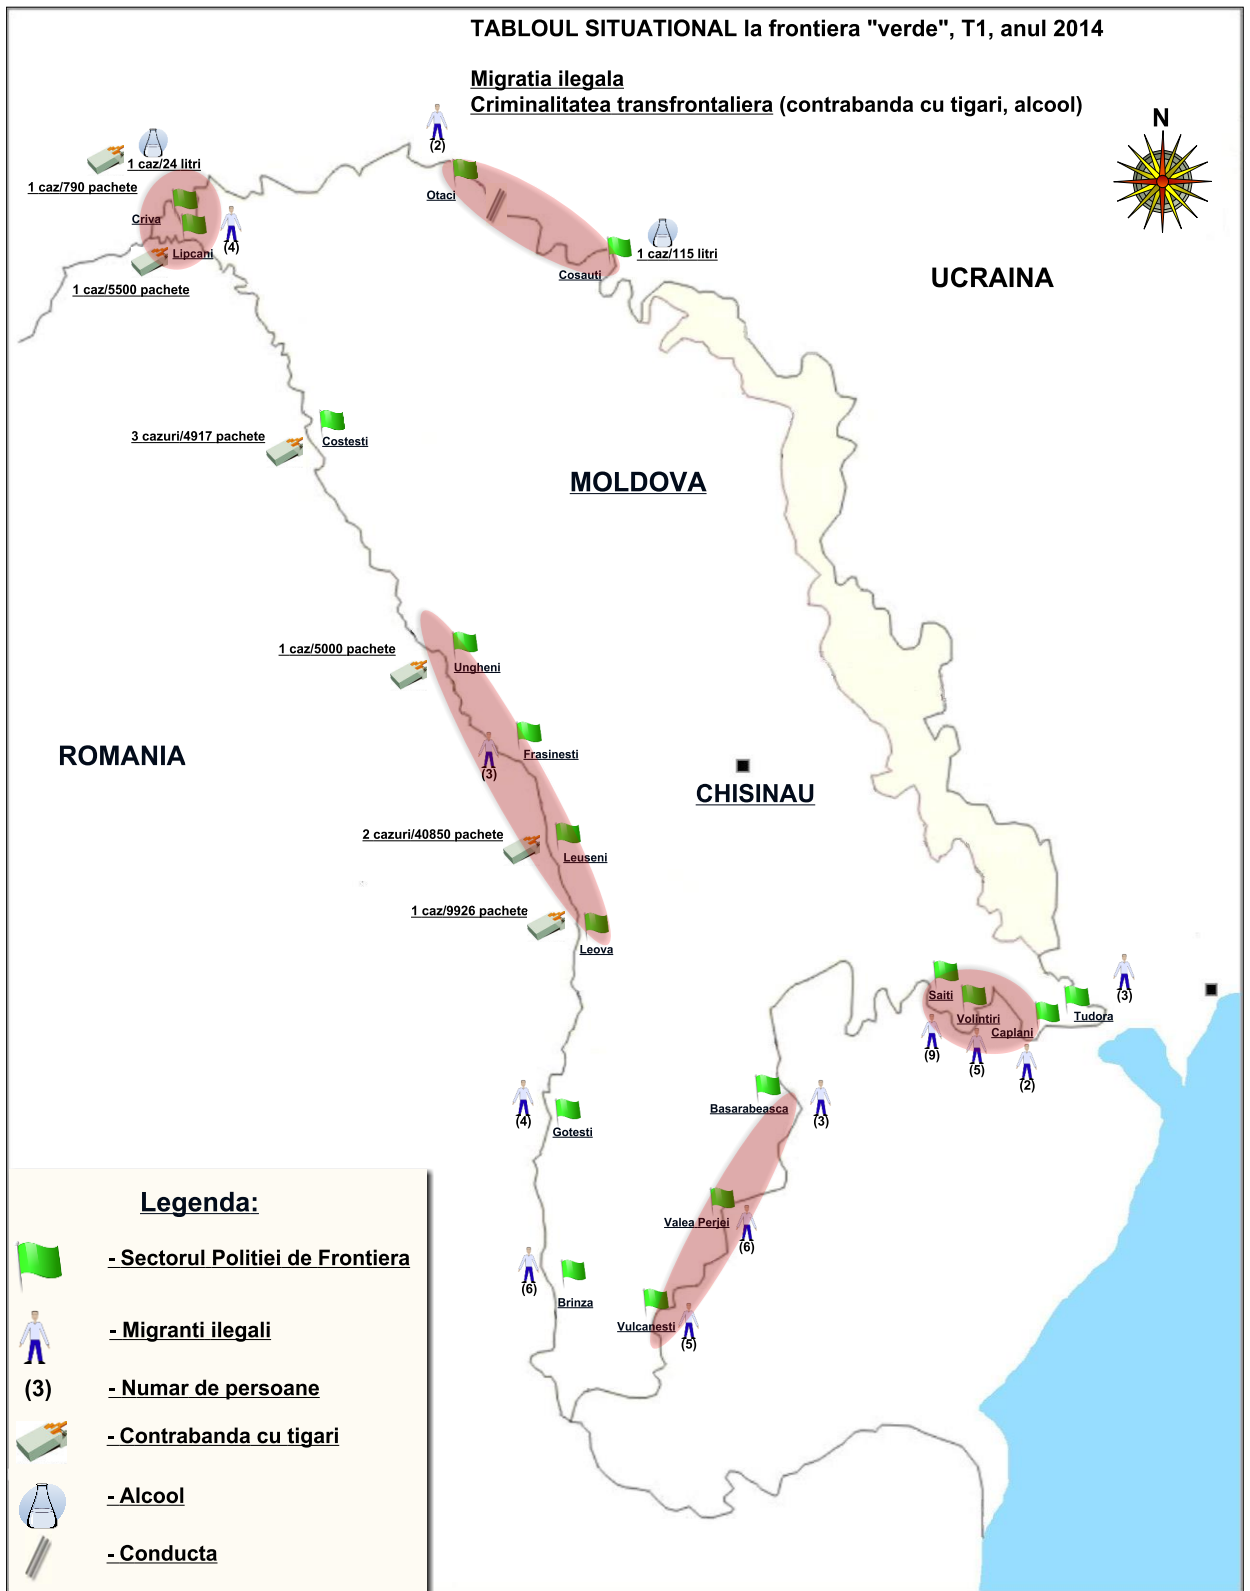 TABLOUL SITUATIONAL la frontiera "verde", T1, anul 2014
Migratia ilegala
Criminalitatea transfrontaliera (contrabanda cu tigari, alcool)
N
(2)
1 caz/24 litri
1 caz/790 pachete
Otaci
Criva
(4)
Lipcani
1 caz/115 litri
Cosauti
1 caz/5500 pachete
UCRAINA
3 cazuri/4917 pachete
Costesti
MOLDOVA
1 caz/5000 pachete
Ungheni
ROMANIA
Frasinesti
(3)
CHISINAU
2 cazuri/40850 pachete
Leuseni
1 caz/9926 pachete
Leova
Saiti
(3)
Volintiri
Tudora
Caplani
(9)
(5)
(2)
Basarabeasca
(4)
(3)
Gotesti
Valea Perjei
(6)
(6)
Brinza
Vulcanesti
(5)
Legenda:
- Sectorul Politiei de Frontiera
- Migranti ilegali
(3) - Numar de persoane
- Contrabanda cu tigari
- Alcool
- Conducta